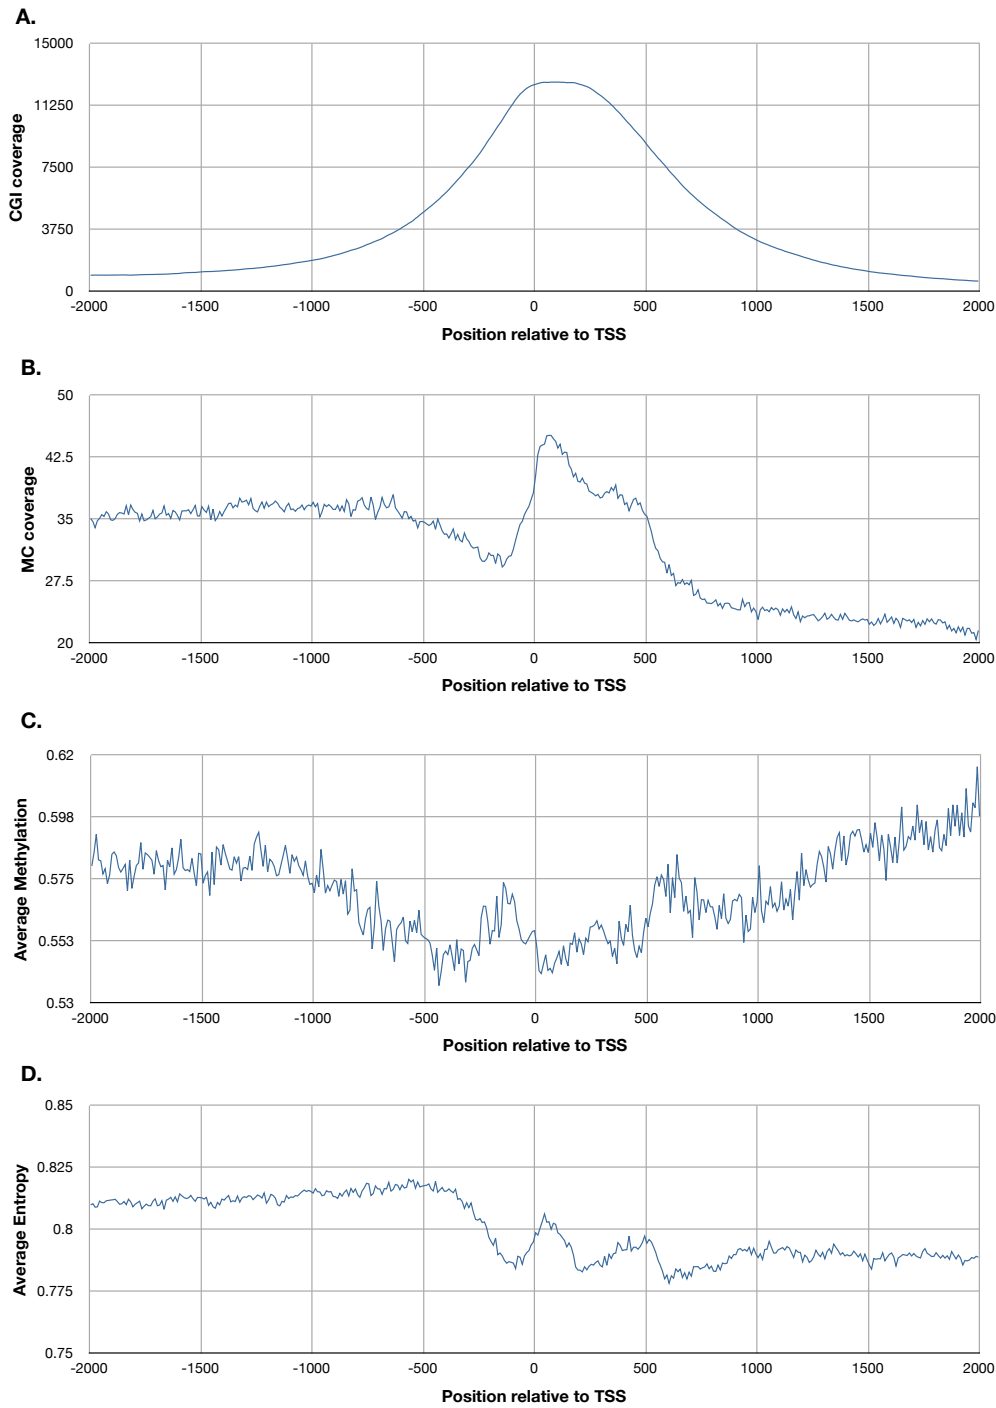 A.
15000
11250
7500
3750
0
CGI coverage
-2000 -1500 -1000 -500 0 500 1000 1500 2000
Position relative to TSS
B.
50
42.5
35
27.5
20
MC coverage
-2000 -1500 -1000 -500 0 500 1000 1500 2000
Position relative to TSS
C.
0.62
0.598
0.575
0.553
0.53
Average Methylation
-2000 -1500 -1000 -500 0 500 1000 1500 2000
Position relative to TSS
D.
0.85
0.825
0.8
0.775
0.75
Average Entropy
-2000 -1500 -1000 -500 0 500 1000 1500 2000
Position relative to TSS